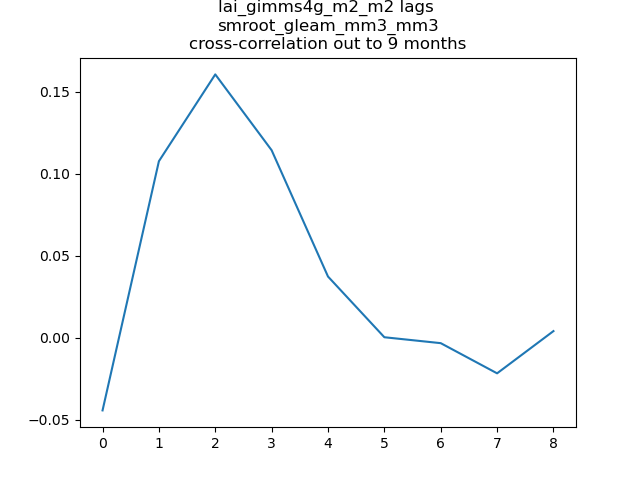 lai_gimms4g_m2_m2 lags
smroot_gleam_mm3_mm3
cross-correlation out to 9 months
0.15
0.10
0.05
0.00
−0.05
0 1 2 3 4 5 6 7 8